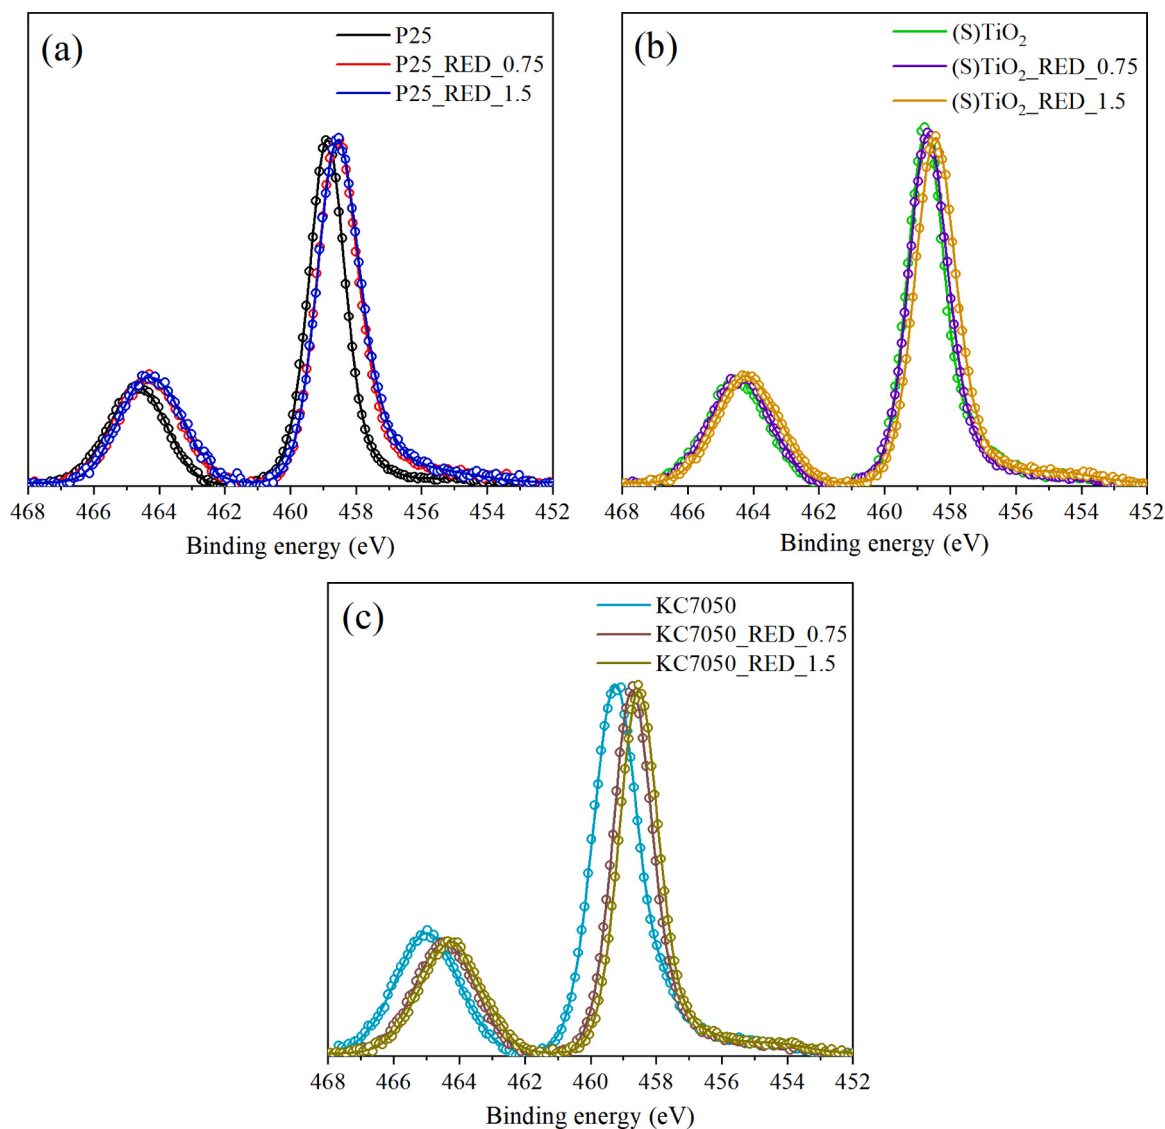 (a)
P25
P25_RED_0.75
P25_RED_1.5
468 466 464 462 460 458 456 454 452
Binding energy (eV)
(b)
(S)TiO2
(S)TiO2_RED_0.75
(S)TiO2_RED_1.5
468 466 464 462 460 458 456 454 452
Binding energy (eV)
(c)
KC7050
KC7050_RED_0.75
KC7050_RED_1.5
468 466 464 462 460 458 456 454 452
Binding energy (eV)